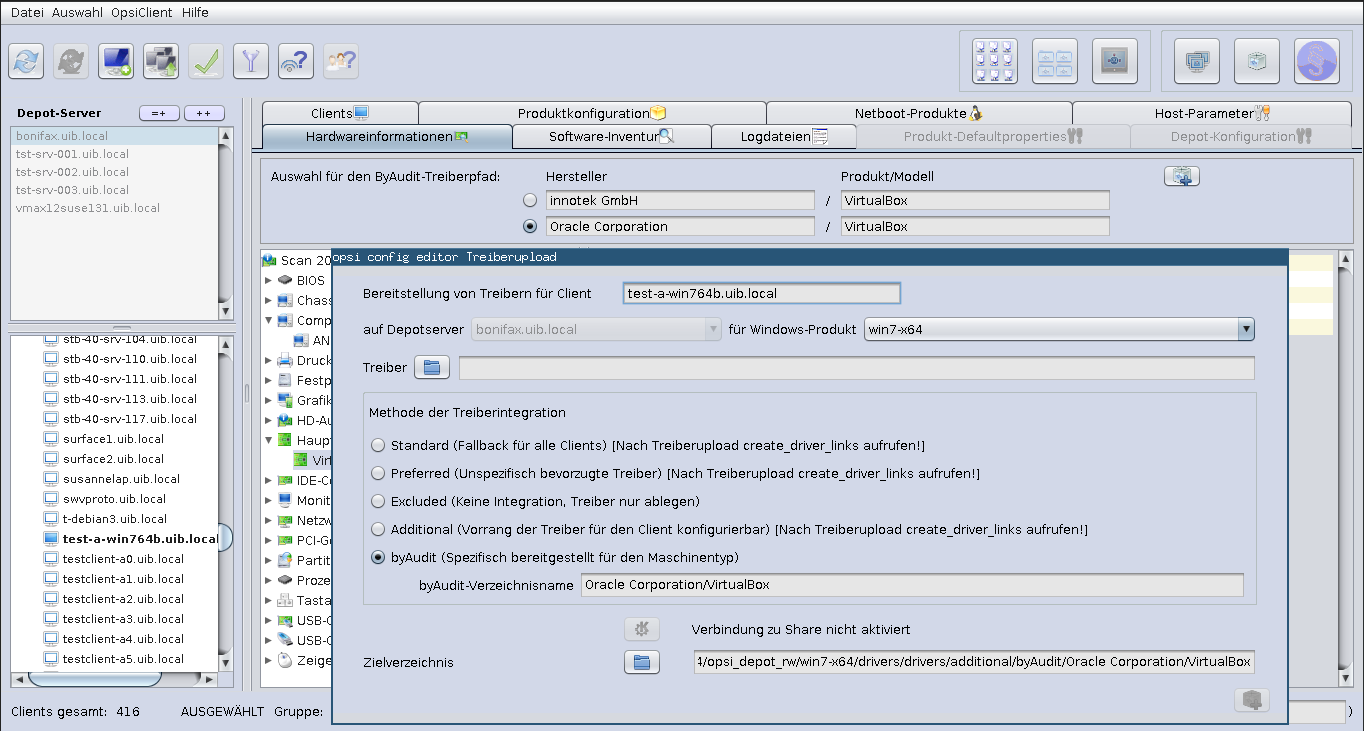 Datei Auswahl OpsiClient Hilfe
Depot-Server =+ ++
bonifax.uib.local
tst-srv-001.uib.local
tst-srv-002.uib.local
tst-srv-003.uib.local
vmax12suse131.uib.local
stb-40-srv-104.uib.local
stb-40-srv-110.uib.local
stb-40-srv-111.uib.local
stb-40-srv-113.uib.local
stb-40-srv-117.uib.local
surface1.uib.local
surface2.uib.local
susannelap.uib.local
swvproto.uib.local
t-debian3.uib.local
test-a-win764b.uib.local
testclient-a0.uib.local
testclient-a1.uib.local
testclient-a2.uib.local
testclient-a3.uib.local
testclient-a4.uib.local
testclient-a5.uib.local
Clients Produktkonfiguration Netboot-Produkte Host-Parameter
Hardwareinformationen Software-Inventur Logdateien Produkt-Defaultproperties Depot-Konfiguration
Auswahl für den ByAudit-Treiberpfad: Hersteller Produkt/Modell
innotek GmbH / VirtualBox
Oracle Corporation / VirtualBox
Scan 20
BIOS
Chass
Comp
AN
Druck
Festp
Grafik
HD-Au
Haup
Virt
IDE-Co
Monit
Netzw
PCI-Ge
Partit
Proze
Tasta
USB-C
USB-G
Zeige
opsi config editor Treiberupload
Bereitstellung von Treibern für Client test-a-win764b.uib.local
auf Depotserver bonifax.uib.local für Windows-Produkt win7-x64
Treiber
Methode der Treiberintegration
Standard (Fallback für alle Clients) [Nach Treiberupload create_driver_links aufrufen!]
Preferred (Unspezifisch bevorzugte Treiber) [Nach Treiberupload create_driver_links aufrufen!]
Excluded (Keine Integration, Treiber nur ablegen)
Additional (Vorrang der Treiber für den Client konfigurierbar) [Nach Treiberupload create_driver_links aufrufen!]
byAudit (Spezifisch bereitgestellt für den Maschinentyp)
byAudit-Verzeichnisname Oracle Corporation/VirtualBox
Verbindung zu Share nicht aktiviert
Zielverzeichnis 4/opsi_depot_rw/win7-x64/drivers/drivers/additional/byAudit/Oracle Corporation/VirtualBox
Clients gesamt: 416 AUSGEWÄHLT Gruppe: )